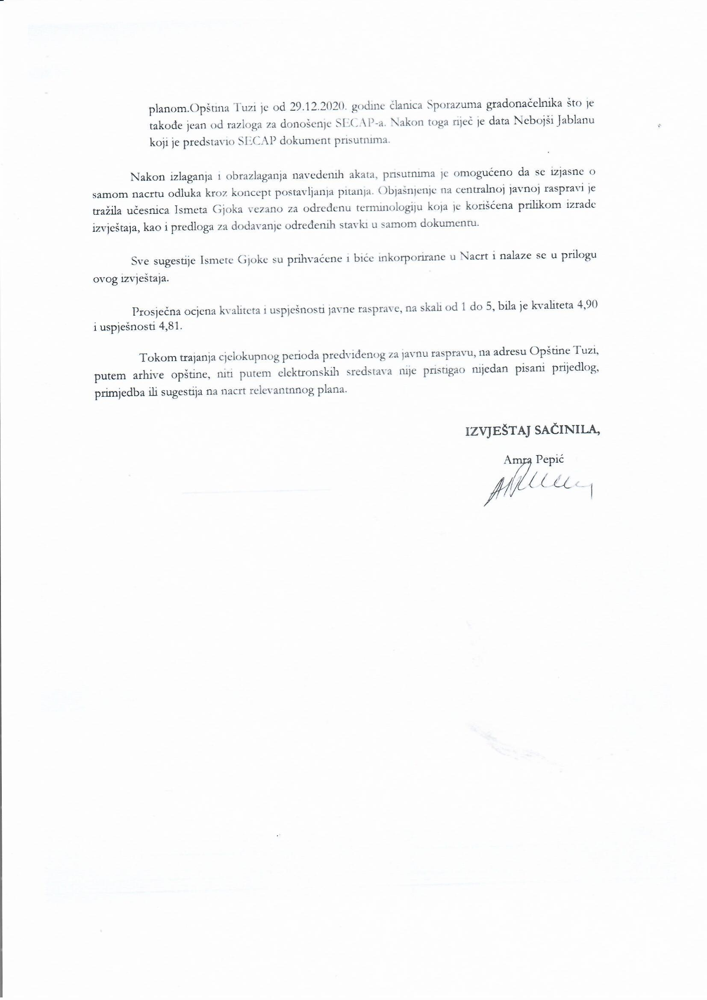 planom.Opština Tuzi je od 29.12.2020. godine članica Sporazuma gradonačelnika što je
takođe jean od razloga za donošenje SECAP-a. Nakon toga riječ je data Nebojši Jablanu
koji je predstavio SECAP dokument prisutnima.
Nakon izlaganja i obrazlaganja navedenih akata, prisutnima je omogućeno da se izjasne o
samom nacrtu odluka kroz koncept postavljanja pitanja. Objašnjenje na centralnoj javnoj raspravi je
tražila učesnica Ismeta Gjoka vezano za određenu terminologiju koja je korišćena prilikom izrade
izvještaja, kao i predloga za dodavanje određenih stavki u samom dokumentu.
Sve sugestije Ismete Gjoke su prihvaćene i biće inkorporirane u Nacrt i nalaze se u prilogu
ovog izvještaja.
Prosječna ocjena kvaliteta i uspješnosti javne rasprave, na skali od 1 do 5, bila je kvaliteta 4,90
i uspješnosti 4,81.
Tokom trajanja cjelokupnog perioda predviđenog za javnu raspravu, na adresu Opštine Tuzi,
putem arhive opštine, niti putem elektronskih sredstava nije pristigao nijedan pisani prijedlog,
primjedba ili sugestija na nacrt relevantnnog plana.
IZVJEŠTAJ SAČINILA,
Amra Pepić